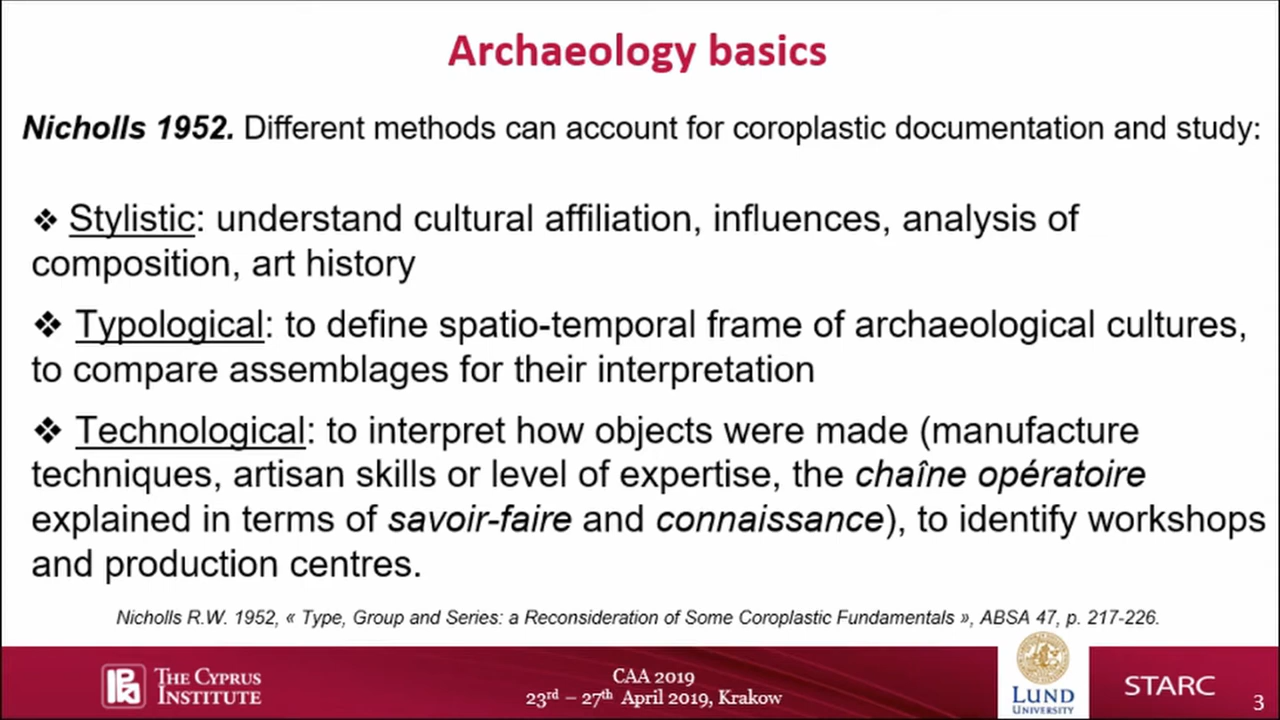 Archaeology basics
Nicholls 1952. Different methods can account for coroplastic documentation and study:
❖ Stylistic: understand cultural affiliation, influences, analysis of
composition, art history
❖ Typological: to define spatio-temporal frame of archaeological cultures,
to compare assemblages for their interpretation
❖ Technological: to interpret how objects were made (manufacture
techniques, artisan skills or level of expertise, the chaîne opératoire
explained in terms of savoir-faire and connaissance), to identify workshops
and production centres.
Nicholls R.W. 1952, « Type, Group and Series: a Reconsideration of Some Coroplastic Fundamentals », ABSA 47, p. 217-226.
THE CYPRUS
INSTITUTE
CAA 2019
23rd – 27th April 2019, Krakow
LUND
UNIVERSITY
STARC
3